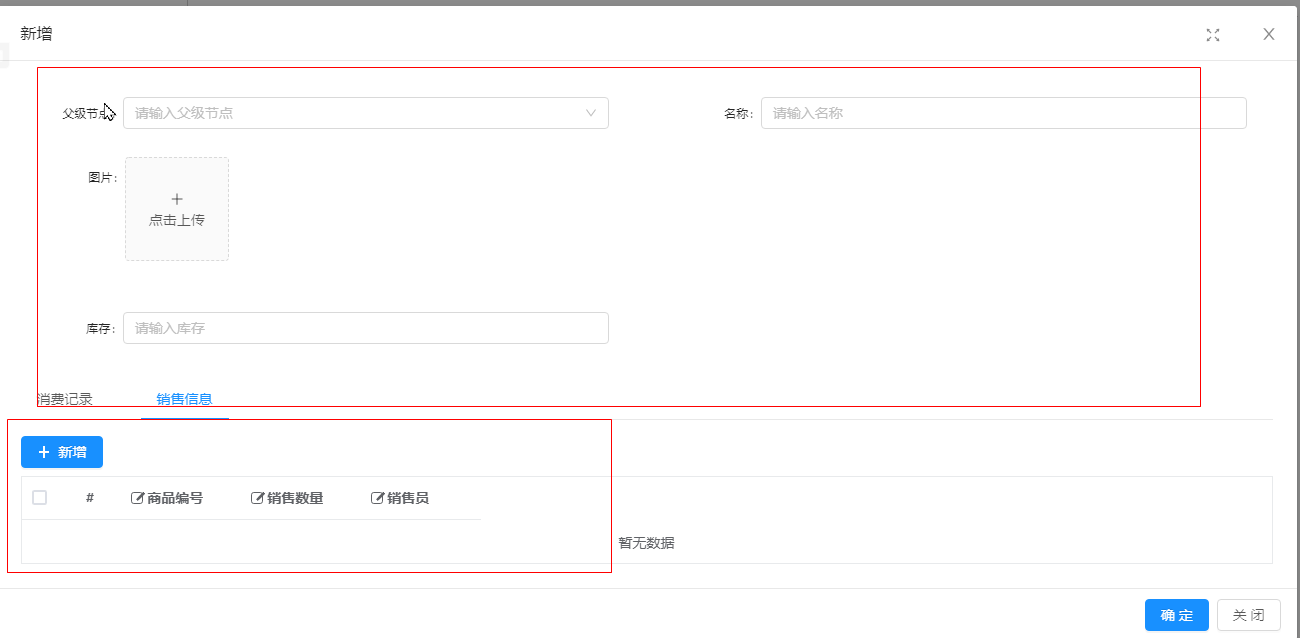 新增
父级节点 请输入父级节点 名称: 请输入名称
图片:
点击上传
库存: 请输入库存
消费记录 销售信息
新增
# 商品编号 销售数量 销售员
暂无数据
确 定 关 闭